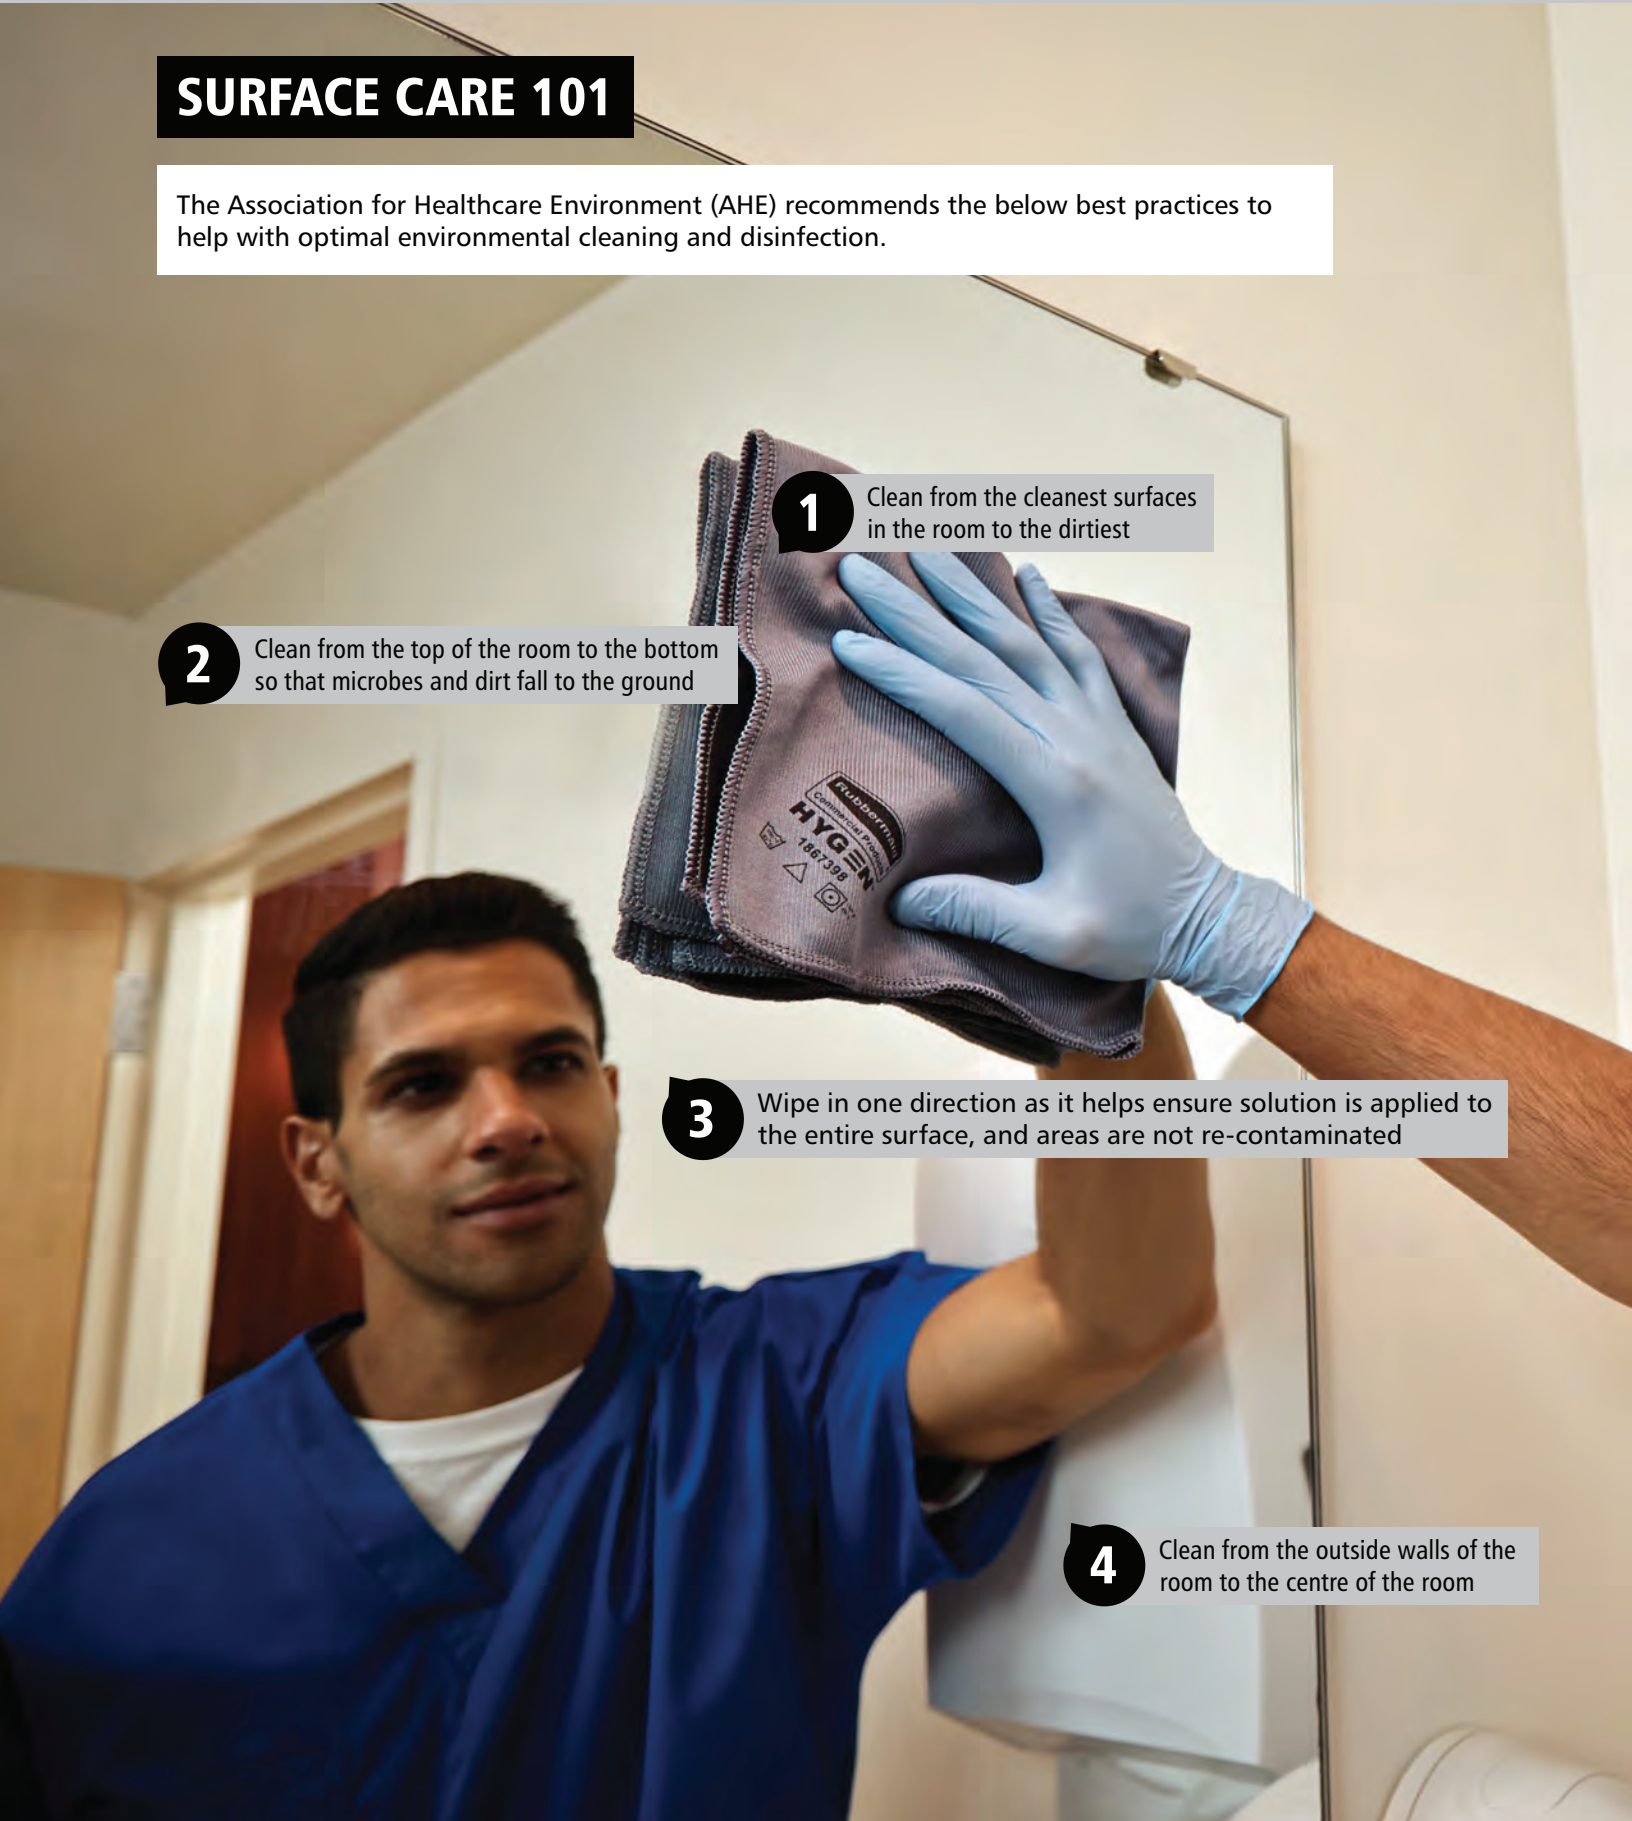 SURFACE CARE 101
The Association for Healthcare Environment (AHE) recommends the below best practices to
help with optimal environmental cleaning and disinfection.
1
Clean from the cleanest surfaces
in the room to the dirtiest
2
Clean from the top of the room to the bottom
so that microbes and dirt fall to the ground
Rubbermaid
Commercial Products
HYGEN
1867398
3
Wipe in one direction as it helps ensure solution is applied to
the entire surface, and areas are not re-contaminated
4
Clean from the outside walls of the
room to the centre of the room